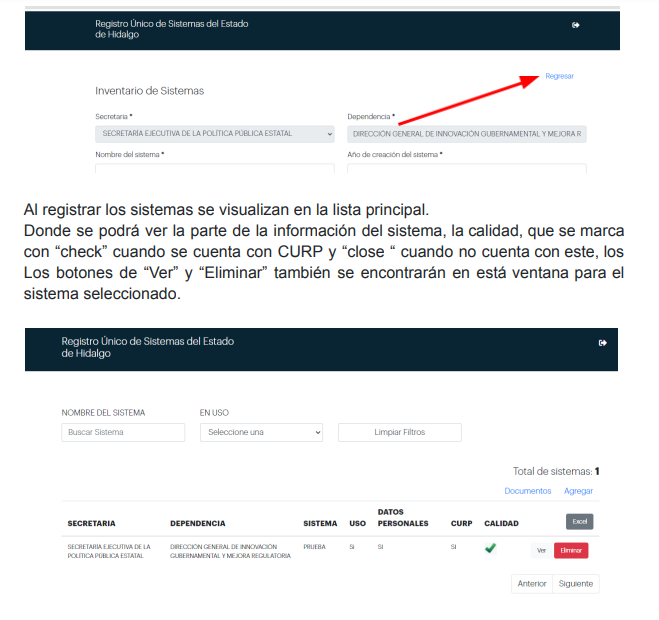 Registro Único de Sistemas del Estado
de Hidalgo
Regresar
Inventario de Sistemas
Secretaria * Dependencia *
SECRETARÍA EJECUTIVA DE LA POLÍTICA PÚBLICA ESTATAL DIRECCIÓN GENERAL DE INNOVACIÓN GUBERNAMENTAL Y MEJORA R
Nombre del sistema * Año de creación del sistema *
Al registrar los sistemas se visualizan en la lista principal.
Donde se podrá ver la parte de la información del sistema, la calidad, que se marca
con “check” cuando se cuenta con CURP y “close “ cuando no cuenta con este, los
Los botones de “Ver” y “Eliminar” también se encontrarán en está ventana para el
sistema seleccionado.
Registro Único de Sistemas del Estado
de Hidalgo
NOMBRE DEL SISTEMA EN USO
Buscar Sistema Seleccione una Limpiar Filtros
Total de sistemas: 1
Documentos Agregar
SECRETARIA DEPENDENCIA SISTEMA USO DATOS PERSONALES CURP CALIDAD Excel
SECRETARÍA EJECUTIVA DE LA DIRECCIÓN GENERAL DE INNOVACIÓN PRUEBA SI SI SI Ver Eliminar
POLÍTICA PÚBLICA ESTATAL GUBERNAMENTAL Y MEJORA REGULATORIA
Anterior Siguiente